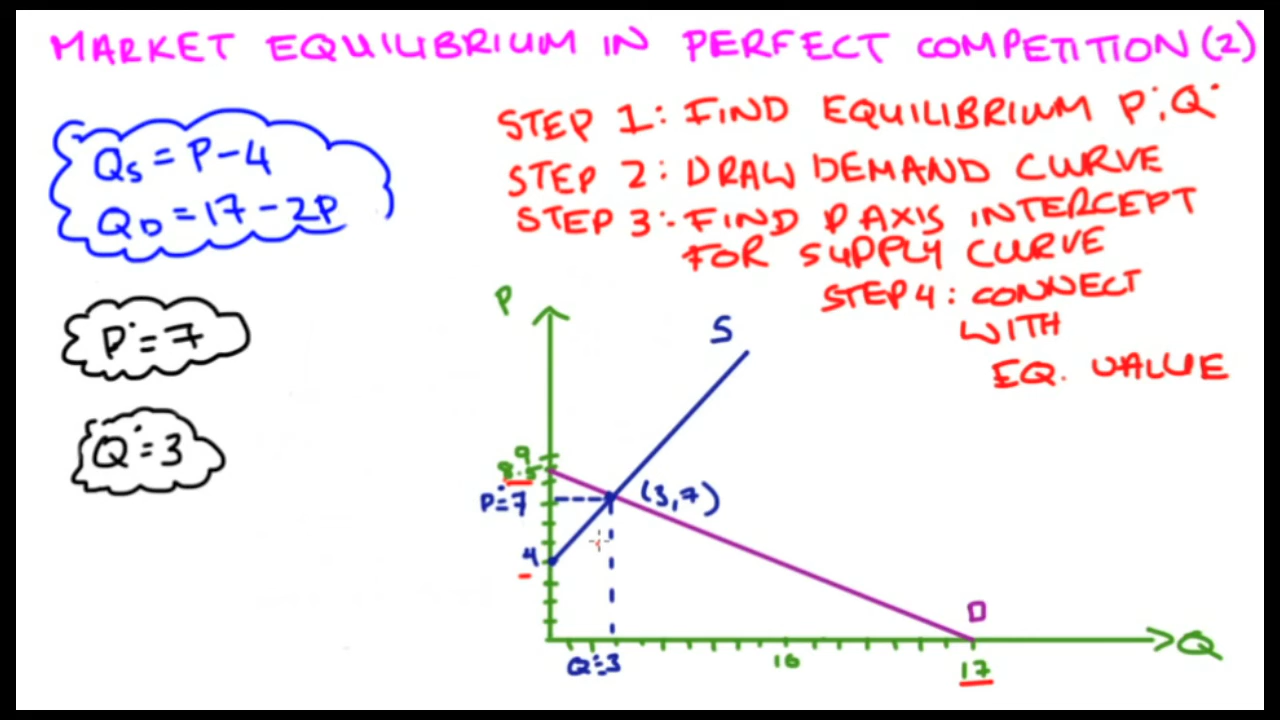 MARKET EQUILIBRIUM IN PERFECT COMPETITION (2)
Qs = P - 4
QD = 17 - 2P
P* = 7
Q* = 3
STEP 1: FIND EQUILIBRIUM P*, Q*
STEP 2: DRAW DEMAND CURVE
STEP 3: FIND P AXIS INTERCEPT
FOR SUPPLY CURVE
STEP 4: CONNECT
WITH
EQ. VALUE
P
S
9
8.5
P* = 7
(3,7)
4
D
Q
Q* = 3
10
17